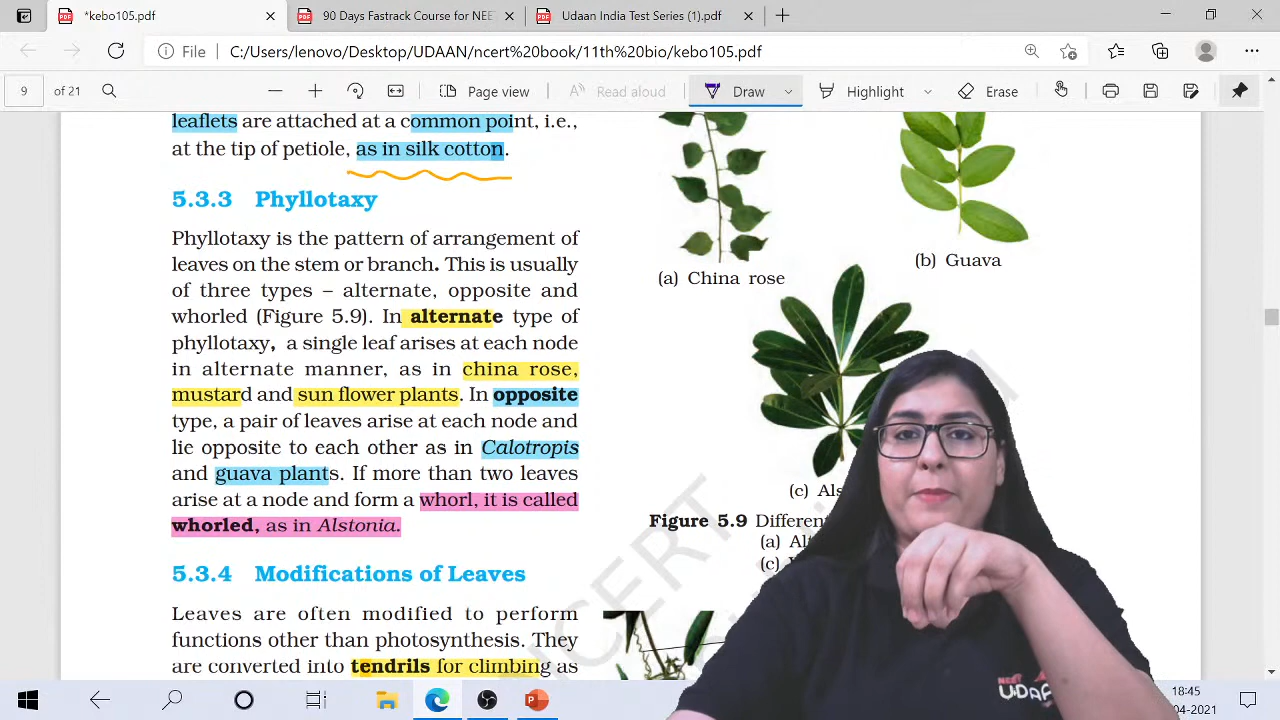 *kebo105.pdf
90 Days Fastrack Course for NEET
Udaan India Test Series (1).pdf
File
C:/Users/lenovo/Desktop/UDAAN/ncert%20book/11th%20bio/kebo105.pdf
9 of 21
Page view
Read aloud
Draw
Highlight
Erase
leaflets are attached at a common point, i.e.,
at the tip of petiole, as in silk cotton.
5.3.3 Phyllotaxy
Phyllotaxy is the pattern of arrangement of
leaves on the stem or branch. This is usually
of three types – alternate, opposite and
whorled (Figure 5.9). In alternate type of
phyllotaxy, a single leaf arises at each node
in alternate manner, as in china rose,
mustard and sun flower plants. In opposite
type, a pair of leaves arise at each node and
lie opposite to each other as in Calotropis
and guava plants. If more than two leaves
arise at a node and form a whorl, it is called
whorled, as in Alstonia.
5.3.4 Modifications of Leaves
Leaves are often modified to perform
functions other than photosynthesis. They
are converted into tendrils for climbing as
(a) China rose
(b) Guava
(c) Als
Figure 5.9 Different
(a) Alt
(c)
NCERT
NCERT
UDAA
18:45
04-2021